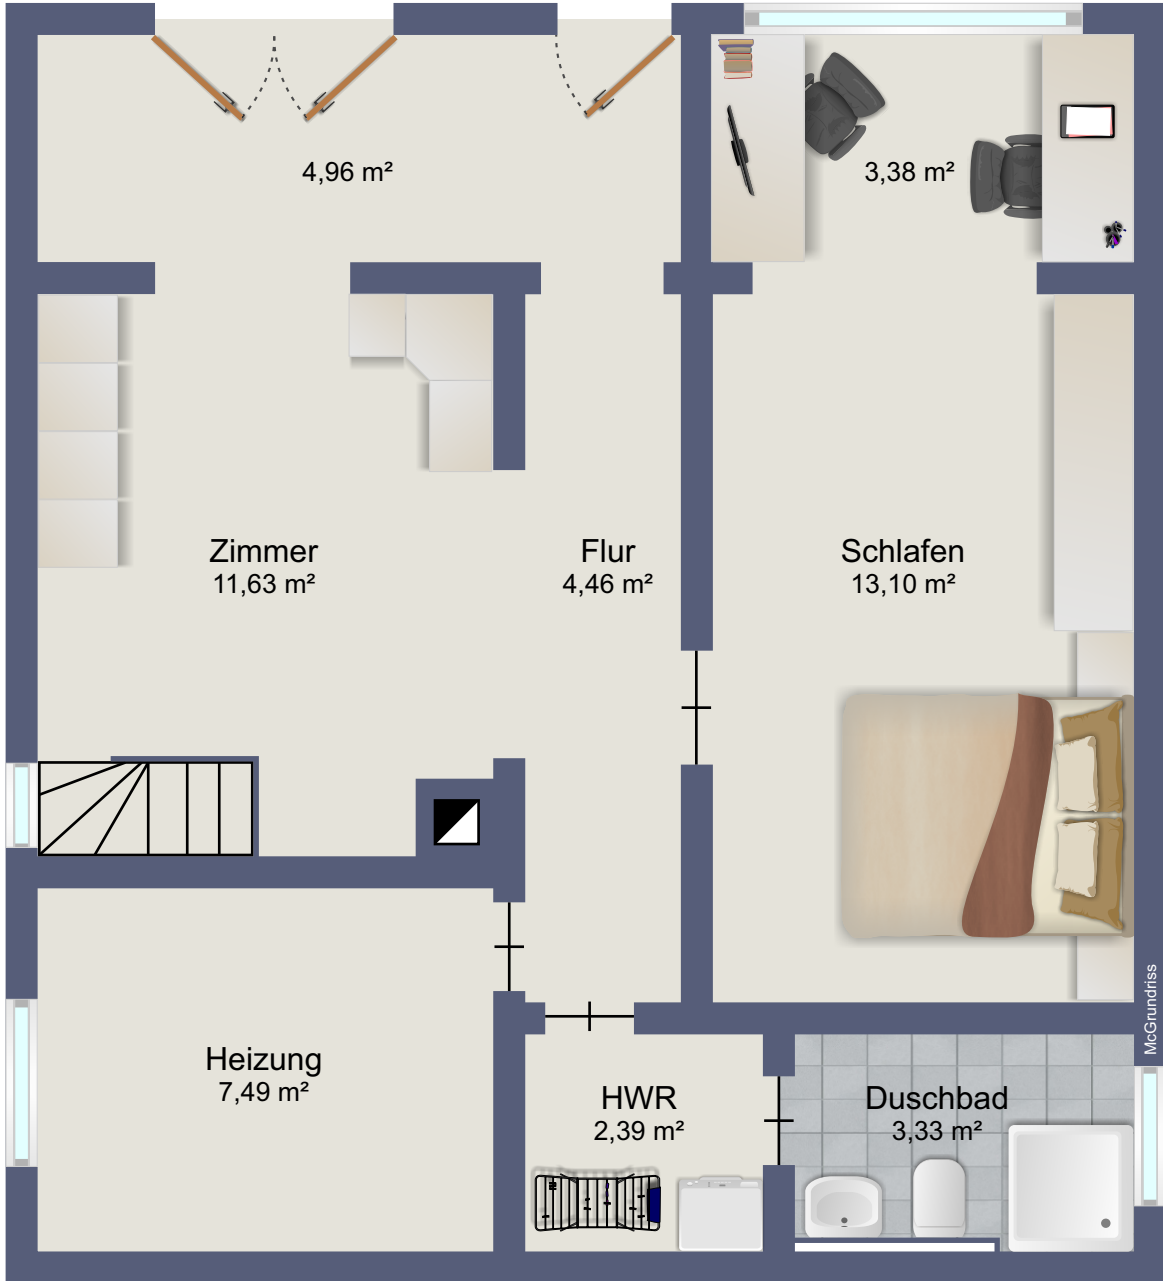 4,96 m²
3,38 m²
Zimmer
11,63 m²
Flur
4,46 m²
Schlafen
13,10 m²
Heizung
7,49 m²
HWR
2,39 m²
Duschbad
3,33 m²
McGrundriss